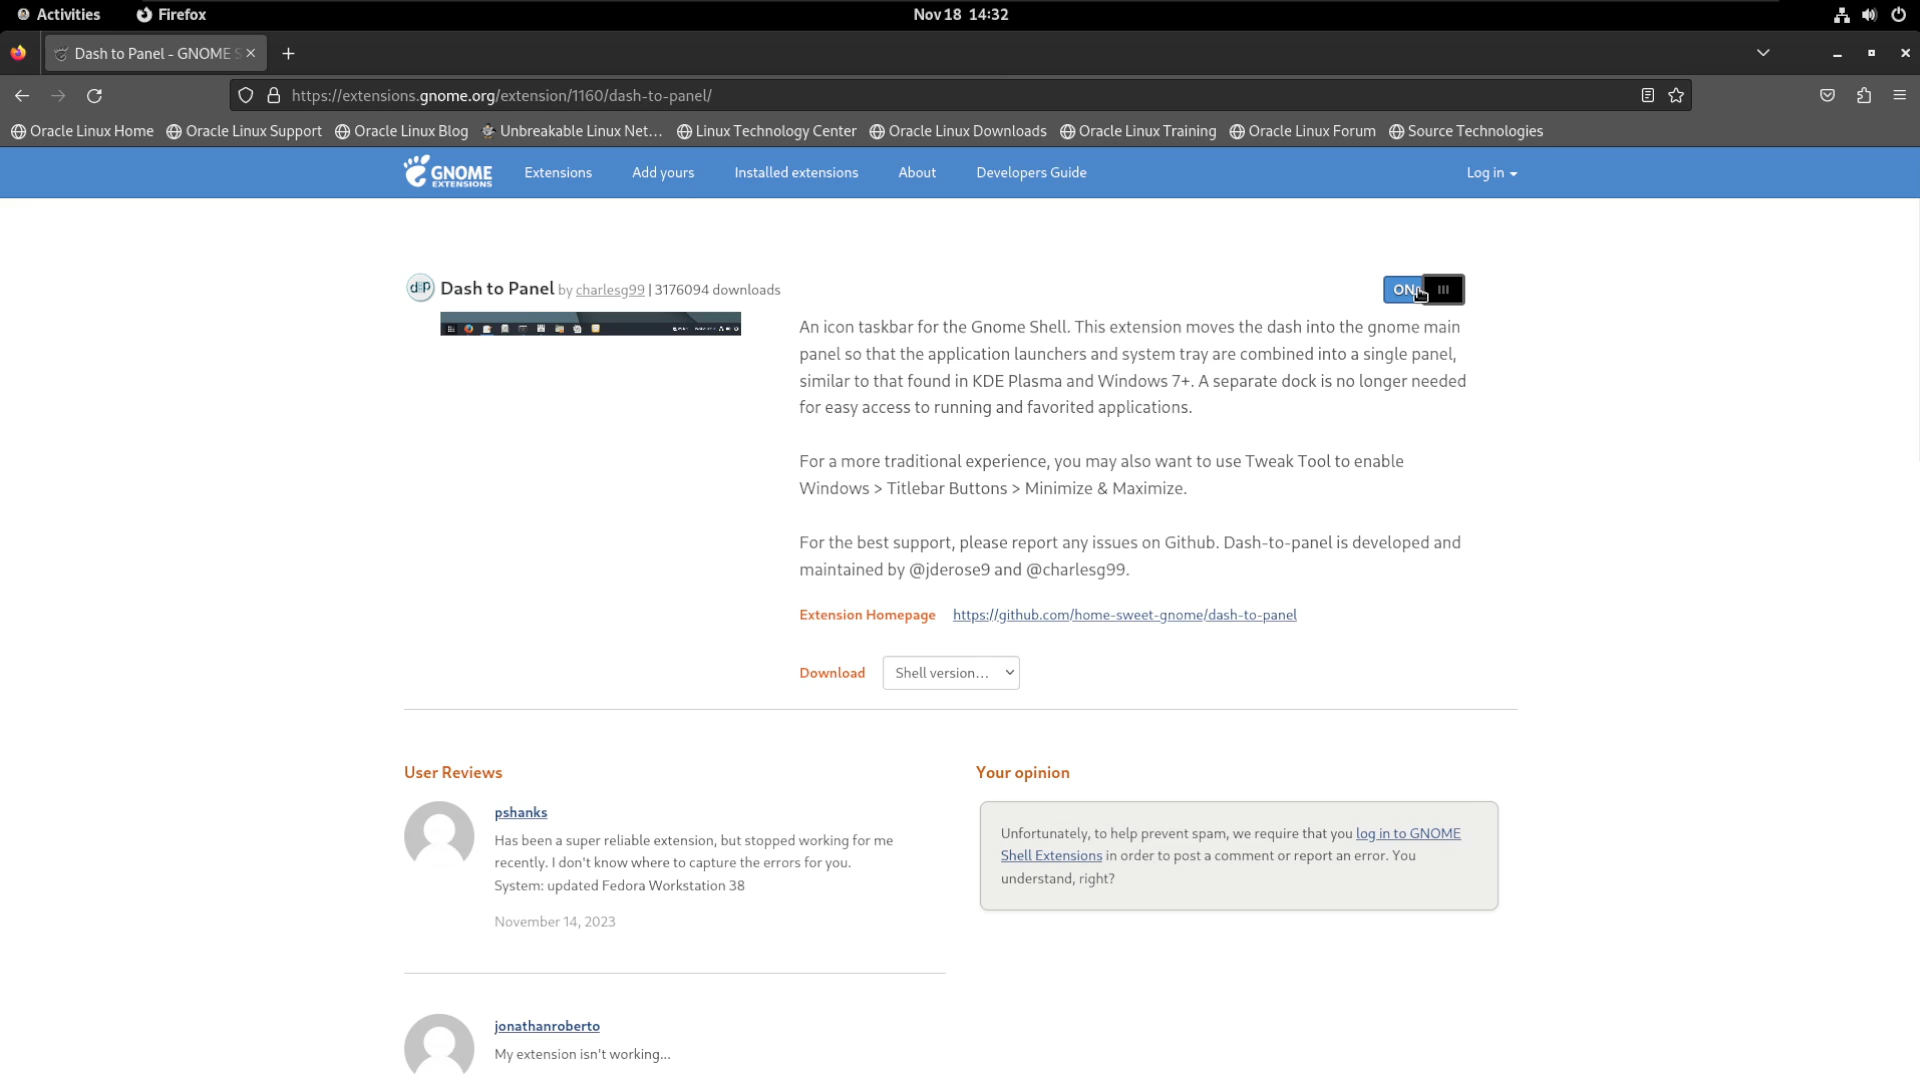 Activities
Firefox
Nov 18 14:32
Dash to Panel - GNOME S
https://extensions.gnome.org/extension/1160/dash-to-panel/
Oracle Linux Home
Oracle Linux Support
Oracle Linux Blog
Unbreakable Linux Net...
Linux Technology Center
Oracle Linux Downloads
Oracle Linux Training
Oracle Linux Forum
Source Technologies
GNOME
EXTENSIONS
Extensions
Add yours
Installed extensions
About
Developers Guide
Log in
Dash to Panel by charlesg99 | 3176094 downloads
ON
An icon taskbar for the Gnome Shell. This extension moves the dash into the gnome main
panel so that the application launchers and system tray are combined into a single panel,
similar to that found in KDE Plasma and Windows 7+. A separate dock is no longer needed
for easy access to running and favorited applications.
For a more traditional experience, you may also want to use Tweak Tool to enable
Windows > Titlebar Buttons > Minimize & Maximize.
For the best support, please report any issues on Github. Dash-to-panel is developed and
maintained by @jderose9 and @charlesg99.
Extension Homepage https://github.com/home-sweet-gnome/dash-to-panel
Download Shell version...
User Reviews
pshanks
Has been a super reliable extension, but stopped working for me
recently. I don't know where to capture the errors for you.
System: updated Fedora Workstation 38
November 14, 2023
jonathanroberto
My extension isn't working...
Your opinion
Unfortunately, to help prevent spam, we require that you log in to GNOME
Shell Extensions in order to post a comment or report an error. You
understand, right?